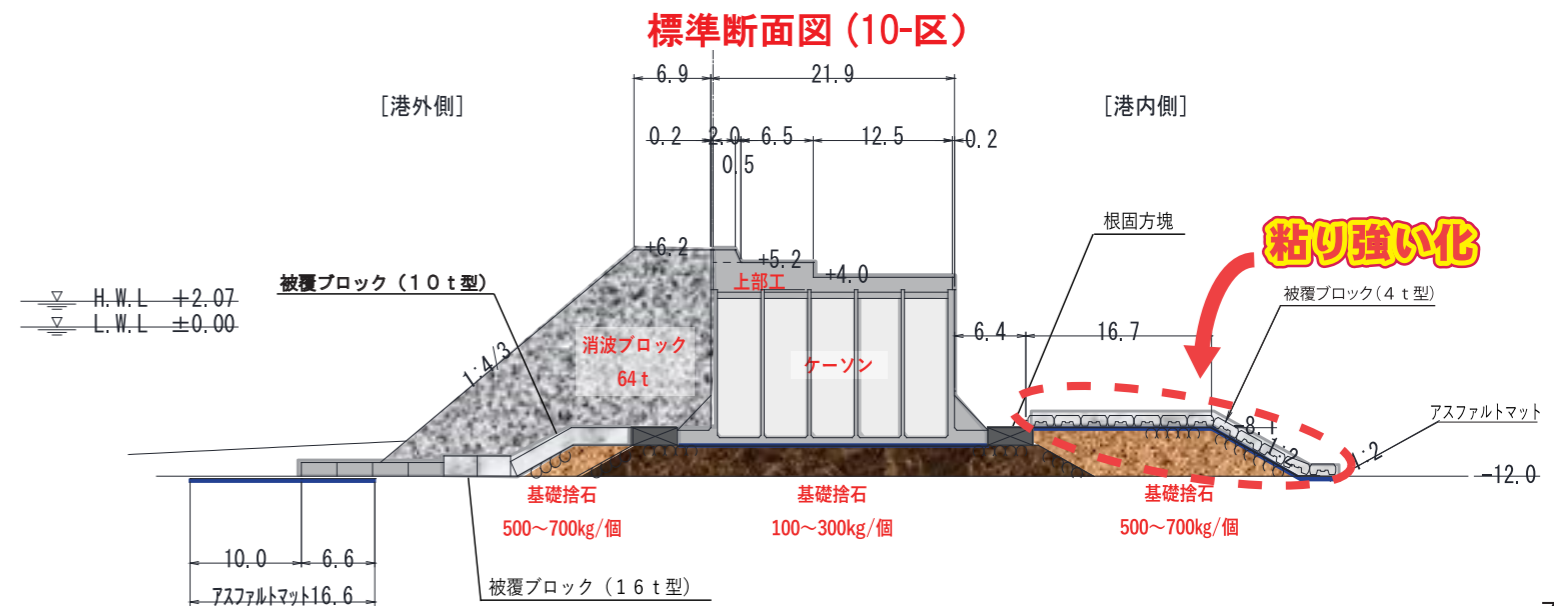 標準断面図（10-区）
6.9
21.9
［港外側］
［港内側］
0.2
2.0
6.5
12.5
0.2
0.5
根固方塊
粘り強い化
+6.2
+5.2
+4.0
上部工
被覆ブロック（１０ｔ型）
被覆ブロック（４ｔ型）
H.W.L +2.07
L.W.L ±0.00
6.4
16.7
1:4/3
消波ブロック
64ｔ
ケーソン
アスファルトマット
-8.1
1:2
1:2
-12.0
基礎捨石
500～700kg/個
基礎捨石
100～300kg/個
基礎捨石
500～700kg/個
10.0
6.6
アスファルトマット16.6
被覆ブロック（１６ｔ型）